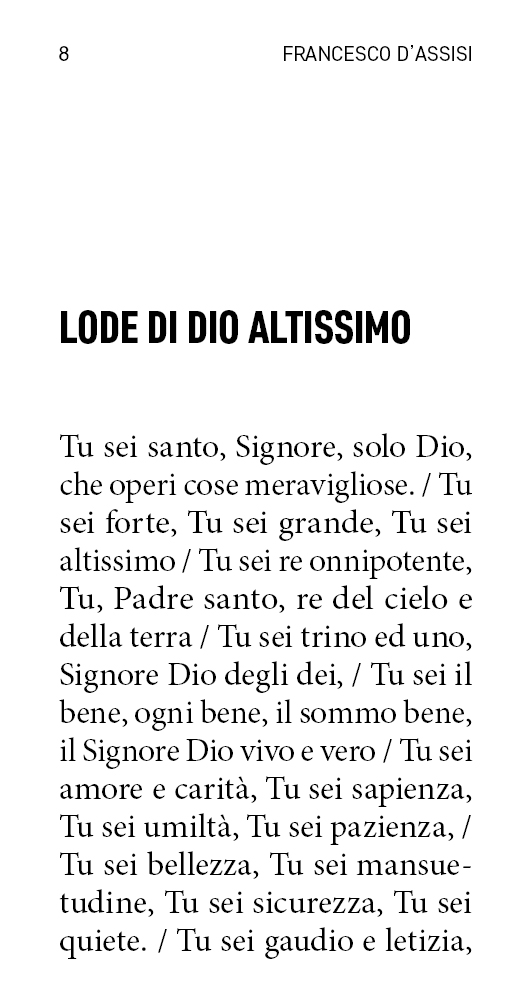 8 FRANCESCO D'ASSISI
LODE DI DIO ALTISSIMO
Tu sei santo, Signore, solo Dio,
che operi cose meravigliose. / Tu
sei forte, Tu sei grande, Tu sei
altissimo / Tu sei re onnipotente,
Tu, Padre santo, re del cielo e
della terra / Tu sei trino ed uno,
Signore Dio degli dei, / Tu sei il
bene, ogni bene, il sommo bene,
il Signore Dio vivo e vero / Tu sei
amore e carità, Tu sei sapienza,
Tu sei umiltà, Tu sei pazienza, /
Tu sei bellezza, Tu sei mansue-
tudine, Tu sei sicurezza, Tu sei
quiete. / Tu sei gaudio e letizia,